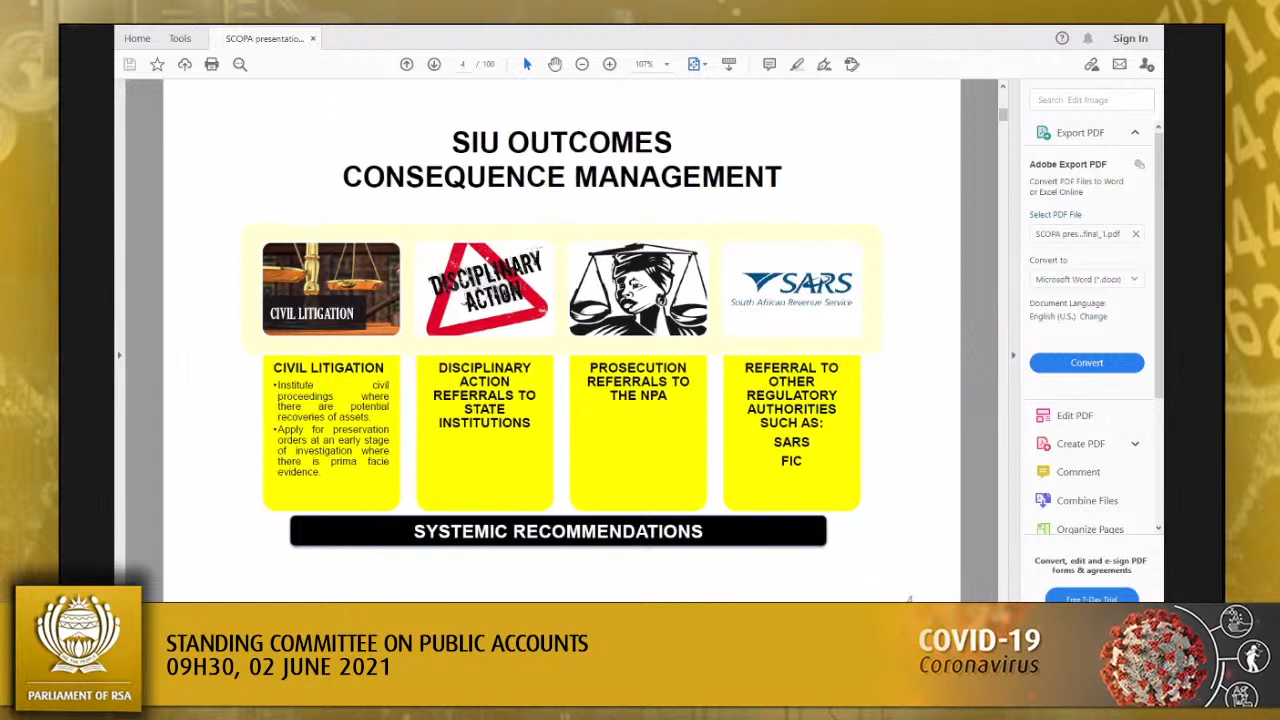 Home
Tools
SCOPA presentatio...
Sign In
4 / 100
107%
SIU OUTCOMES
CONSEQUENCE MANAGEMENT
CIVIL LITIGATION
DISCIPLINARY
ACTION
SARS
South African Revenue Service
CIVIL LITIGATION
•Institute civil
proceedings where
there are potential
recoveries of assets.
•Apply for preservation
orders at an early stage
of investigation where
there is prima facie
evidence.
DISCIPLINARY
ACTION
REFERRALS TO
STATE
INSTITUTIONS
PROSECUTION
REFERRALS TO
THE NPA
REFERRAL TO
OTHER
REGULATORY
AUTHORITIES
SUCH AS:
SARS
FIC
SYSTEMIC RECOMMENDATIONS
4
Search 'Edit Image'
Export PDF
Adobe Export PDF
Convert PDF Files to Word
or Excel Online
Select PDF File
SCOPA pres...final_1.pdf
Convert to
Microsoft Word (*.docx)
Document Language:
English (U.S.) Change
Convert
Edit PDF
Create PDF
Comment
Combine Files
Organize Pages
Convert, edit and e-sign PDF
forms & agreements
Free 7-Day Trial
PARLIAMENT OF RSA
STANDING COMMITTEE ON PUBLIC ACCOUNTS
09H30, 02 JUNE 2021
COVID-19
Coronavirus